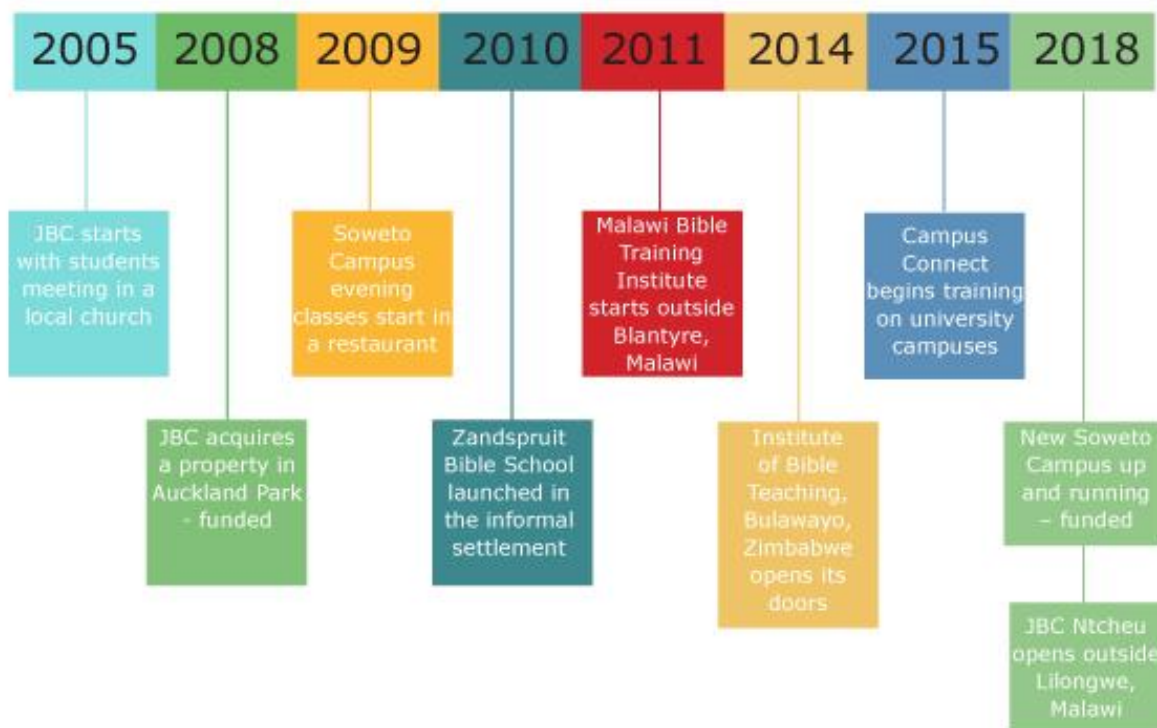 2005 2008 2009 2010 2011 2014 2015 2018
JBC starts
with students
meeting in a
local church
JBC acquires
a property in
Auckland Park
- funded
Soweto
Campus
evening
classes start in
a restaurant
Zandspruit
Bible School
launched in
the informal
settlement
Malawi Bible
Training
Institute
starts outside
Blantyre,
Malawi
Institute
of Bible
Teaching,
Bulawayo,
Zimbabwe
opens its
doors
Campus
Connect
begins training
on university
campuses
New Soweto
Campus up
and running
– funded
JBC Ntcheu
opens outside
Lilongwe,
Malawi